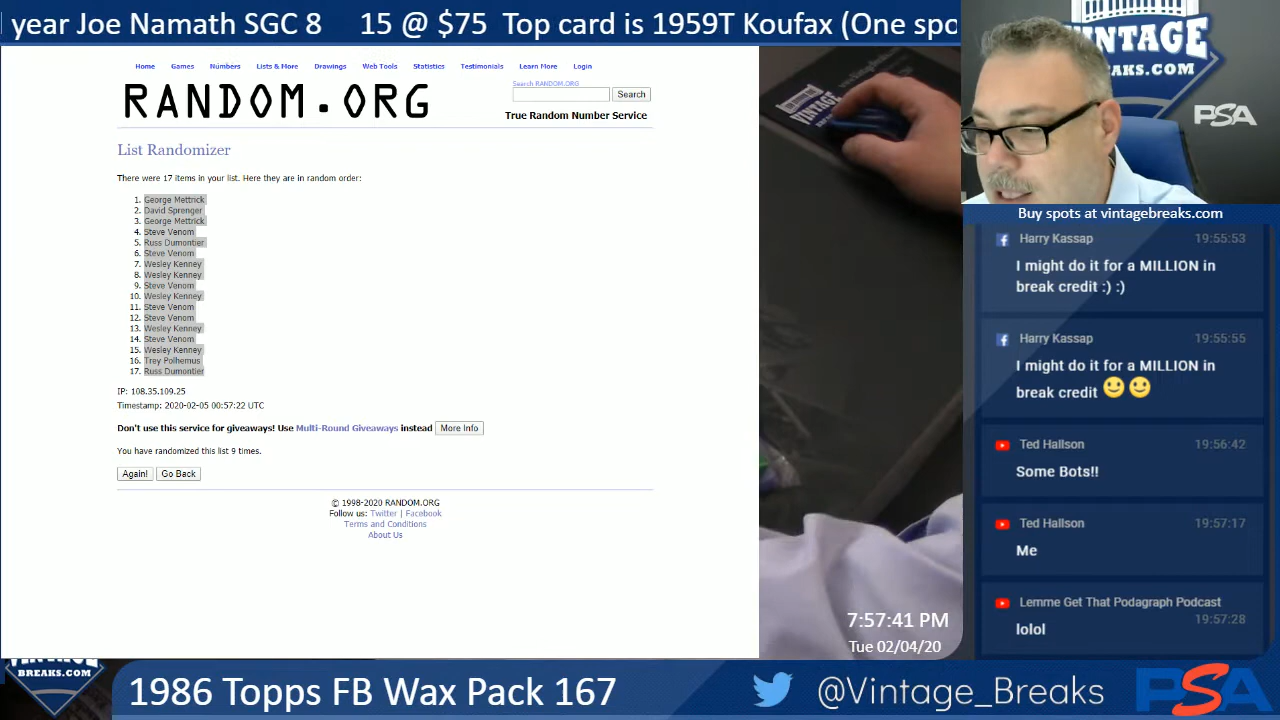 year Joe Namath SGC 8 15 @ $75 Top card is 1959T Koufax (One spo
Home Games Numbers Lists & More Drawings Web Tools Statistics Testimonials Learn More Login
RANDOM.ORG
Search RANDOM.ORG
Search
True Random Number Service
List Randomizer
There were 17 items in your list. Here they are in random order:
1. George Mettrick
2. David Sprenger
3. George Mettrick
4. Steve Venom
5. Russ Dumontier
6. Steve Venom
7. Wesley Kenney
8. Wesley Kenney
9. Steve Venom
10. Wesley Kenney
11. Steve Venom
12. Steve Venom
13. Wesley Kenney
14. Steve Venom
15. Wesley Kenney
16. Trey Polhemus
17. Russ Dumontier
IP: 108.35.109.25
Timestamp: 2020-02-05 00:57:22 UTC
Don't use this service for giveaways! Use Multi-Round Giveaways instead More Info
You have randomized this list 9 times.
Again! Go Back
© 1998-2020 RANDOM.ORG
Follow us: Twitter | Facebook
Terms and Conditions
About Us
VINTAGE
VINTAGE
BREAKS.COM
PSA
Buy spots at vintagebreaks.com
Harry Kassap 19:55:53
I might do it for a MILLION in
break credit :) :)
Harry Kassap 19:55:55
I might do it for a MILLION in
break credit 🙂🙂
Ted Hallson 19:56:42
Some Bots!!
Ted Hallson 19:57:17
Me
Lemme Get That Podagraph Podcast
19:57:28
lolol
7:57:41 PM
Tue 02/04/20
VINTAGE
BREAKS.COM
1986 Topps FB Wax Pack 167
@Vintage_Breaks
PSA